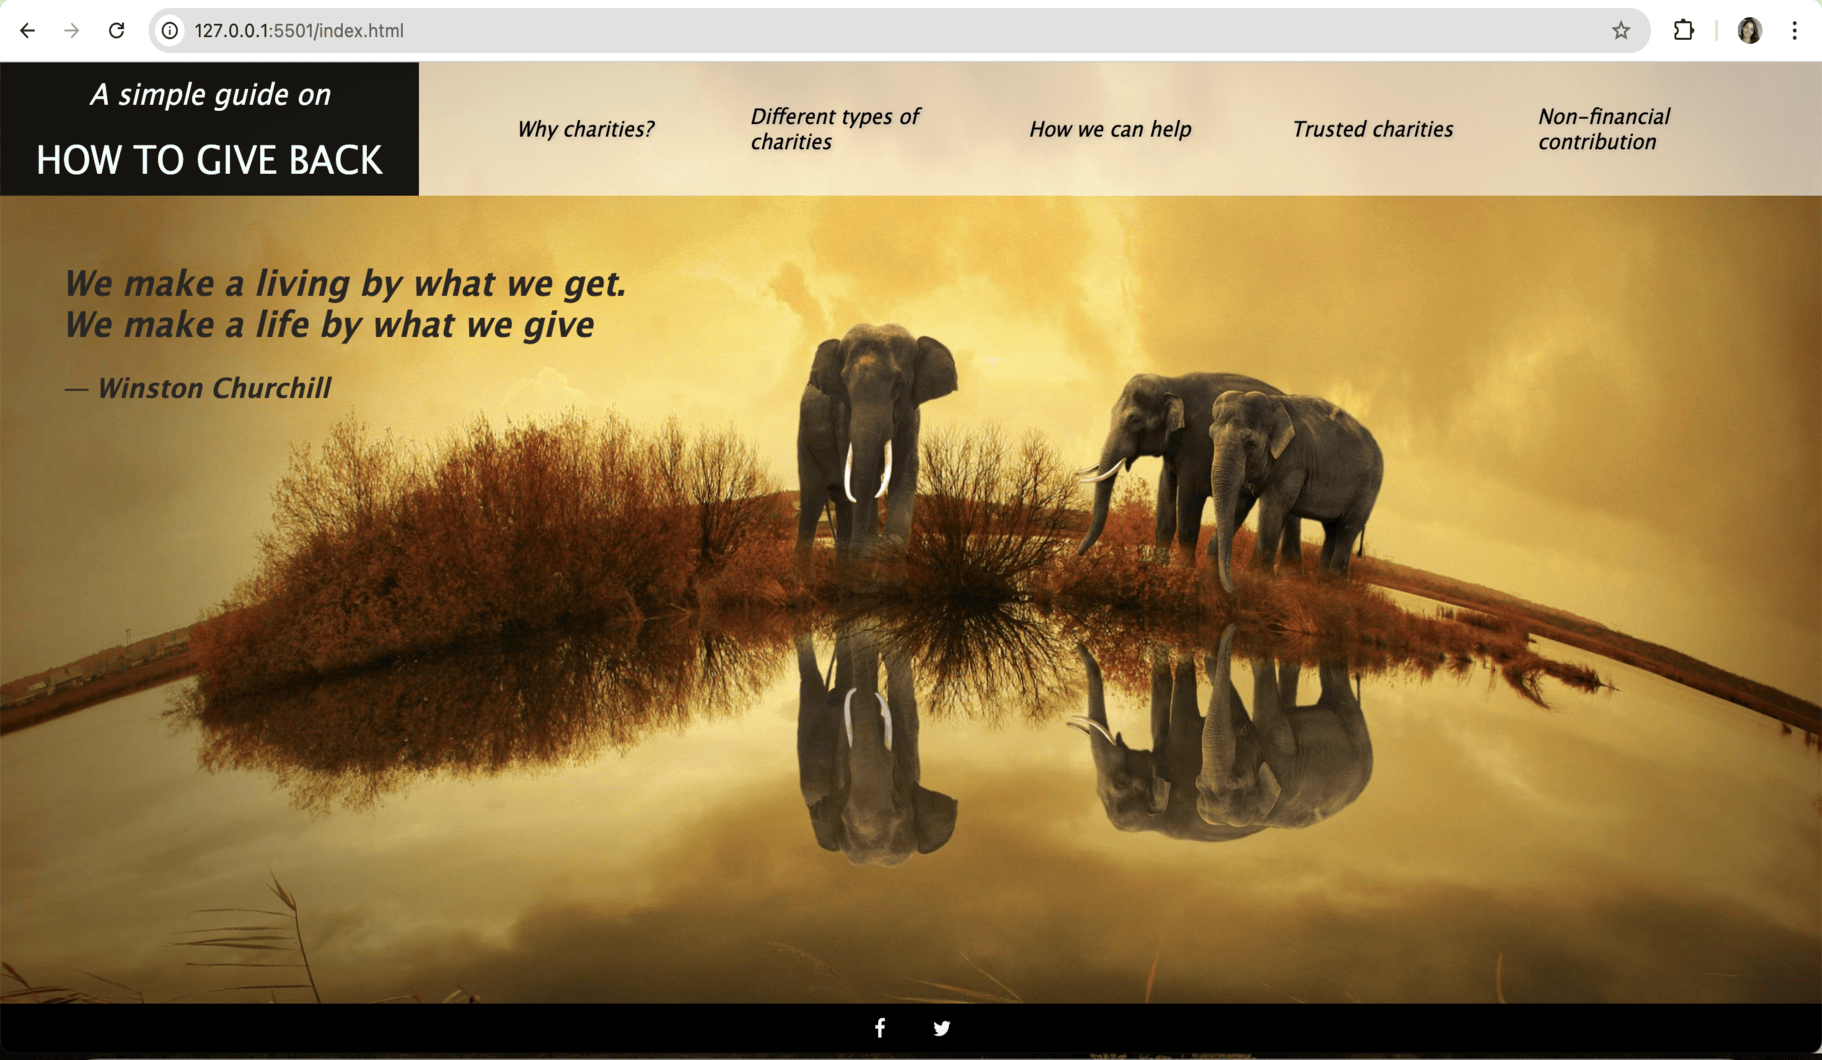 127.0.0.1:5501/index.html
A simple guide on
HOW TO GIVE BACK
Why charities?
Different types of
charities
How we can help
Trusted charities
Non-financial
contribution
We make a living by what we get.
We make a life by what we give
— Winston Churchill